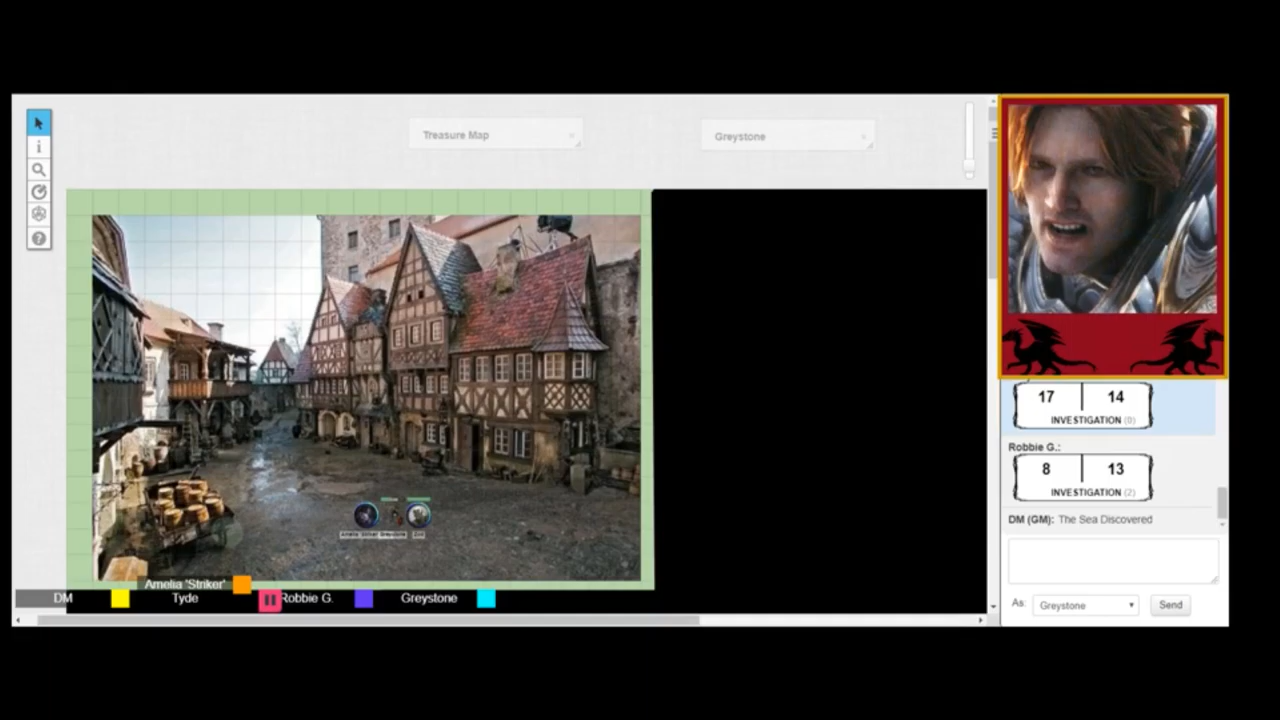 Treasure Map
Greystone
17 14
INVESTIGATION (0)
Robbie G.:
8 13
INVESTIGATION (2)
DM (GM): The Sea Discovered
As: Greystone
Send
Amelia 'Striker'
DM
Tyde
Robbie G.
Greystone